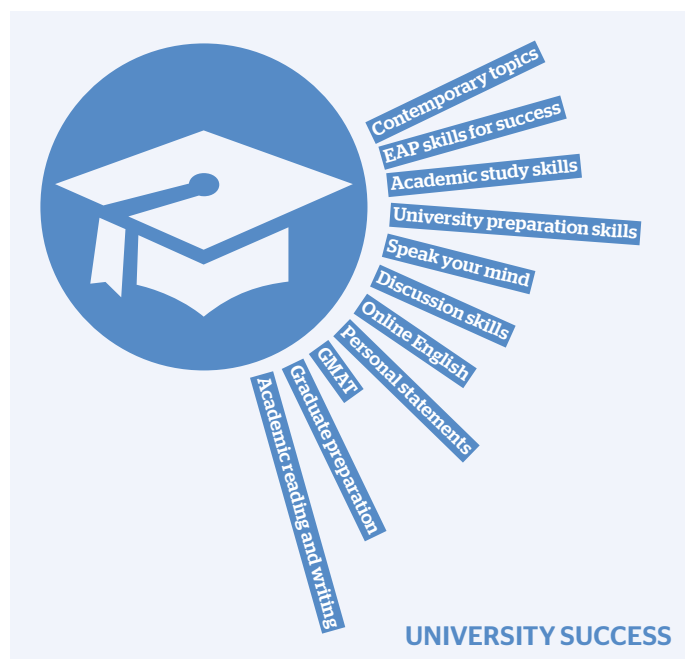 Contemporary topics
EAP skills for success
Academic study skills
University preparation skills
Speak your mind
Discussion skills
Online English
Personal statements
GMAT
Graduate preparation
Academic reading and writing
UNIVERSITY SUCCESS